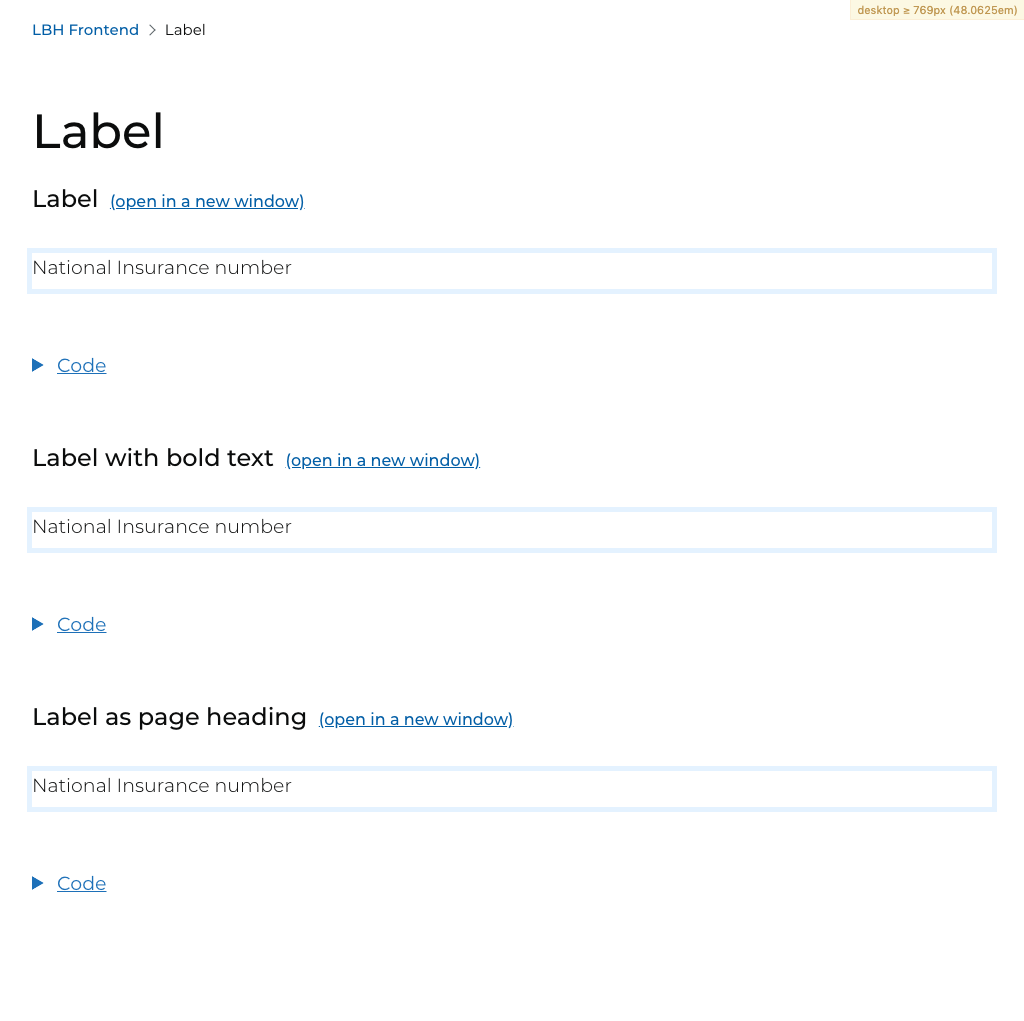 desktop ≥ 769px (48.0625em)
LBH Frontend > Label
Label
Label (open in a new window)
National Insurance number
Code
Label with bold text (open in a new window)
National Insurance number
Code
Label as page heading (open in a new window)
National Insurance number
Code